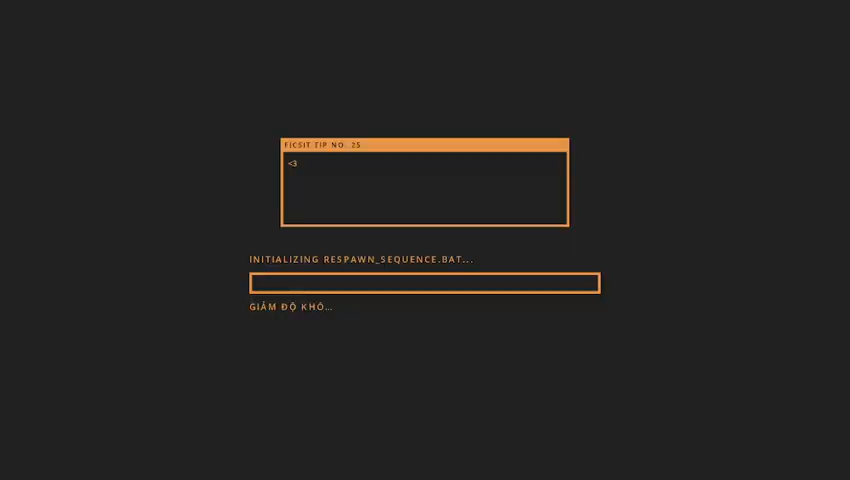 FICSIT TIP NO. 25
<3
INITIALIZING RESPAWN_SEQUENCE.BAT...
GIẢM ĐỘ KHÓ...